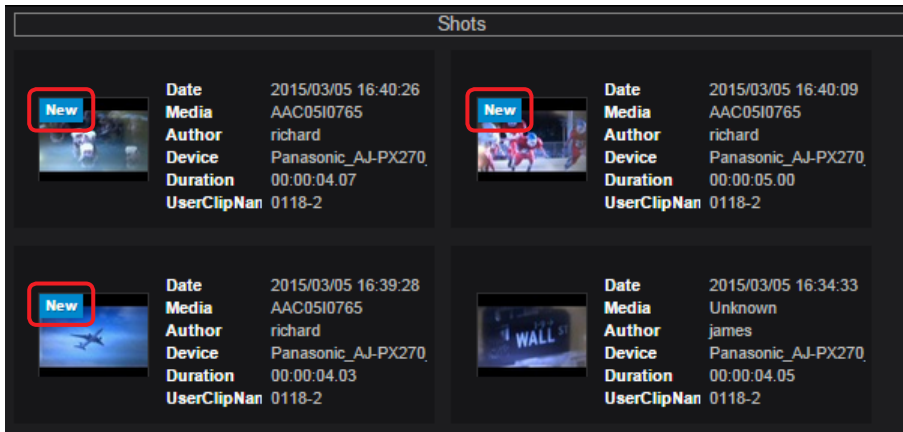 Shots
New
Date 2015/03/05 16:40:26
Media AAC05I0765
Author richard
Device Panasonic_AJ-PX270_
Duration 00:00:04.07
UserClipNan 0118-2
New
Date 2015/03/05 16:40:09
Media AAC05I0765
Author richard
Device Panasonic_AJ-PX270_
Duration 00:00:05.00
UserClipNan 0118-2
New
Date 2015/03/05 16:39:28
Media AAC05I0765
Author richard
Device Panasonic_AJ-PX270_
Duration 00:00:04.03
UserClipNan 0118-2
WALL ST
Date 2015/03/05 16:34:33
Media Unknown
Author james
Device Panasonic_AJ-PX270_
Duration 00:00:04.05
UserClipNan 0118-2